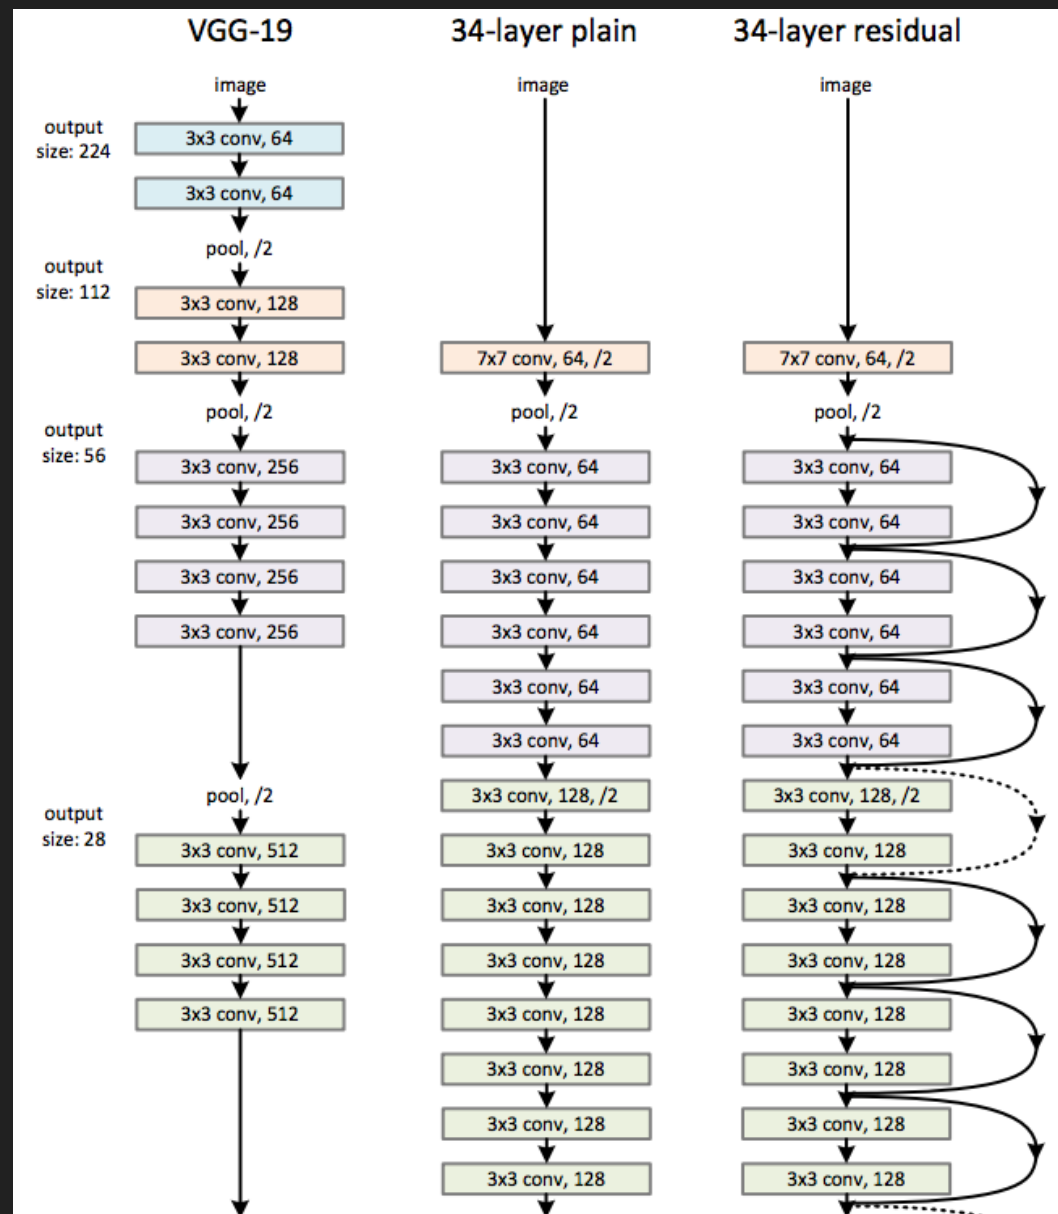 VGG-19
34-layer plain
34-layer residual
image
image
image
output
size: 224
3x3 conv, 64
3x3 conv, 64
pool, /2
output
size: 112
3x3 conv, 128
3x3 conv, 128
7x7 conv, 64, /2
7x7 conv, 64, /2
pool, /2
pool, /2
pool, /2
output
size: 56
3x3 conv, 256
3x3 conv, 64
3x3 conv, 64
3x3 conv, 256
3x3 conv, 64
3x3 conv, 64
3x3 conv, 256
3x3 conv, 64
3x3 conv, 64
3x3 conv, 256
3x3 conv, 64
3x3 conv, 64
3x3 conv, 64
3x3 conv, 64
3x3 conv, 64
3x3 conv, 64
pool, /2
3x3 conv, 128, /2
3x3 conv, 128, /2
output
size: 28
3x3 conv, 512
3x3 conv, 128
3x3 conv, 128
3x3 conv, 512
3x3 conv, 128
3x3 conv, 128
3x3 conv, 512
3x3 conv, 128
3x3 conv, 128
3x3 conv, 512
3x3 conv, 128
3x3 conv, 128
3x3 conv, 128
3x3 conv, 128
3x3 conv, 128
3x3 conv, 128
3x3 conv, 128
3x3 conv, 128